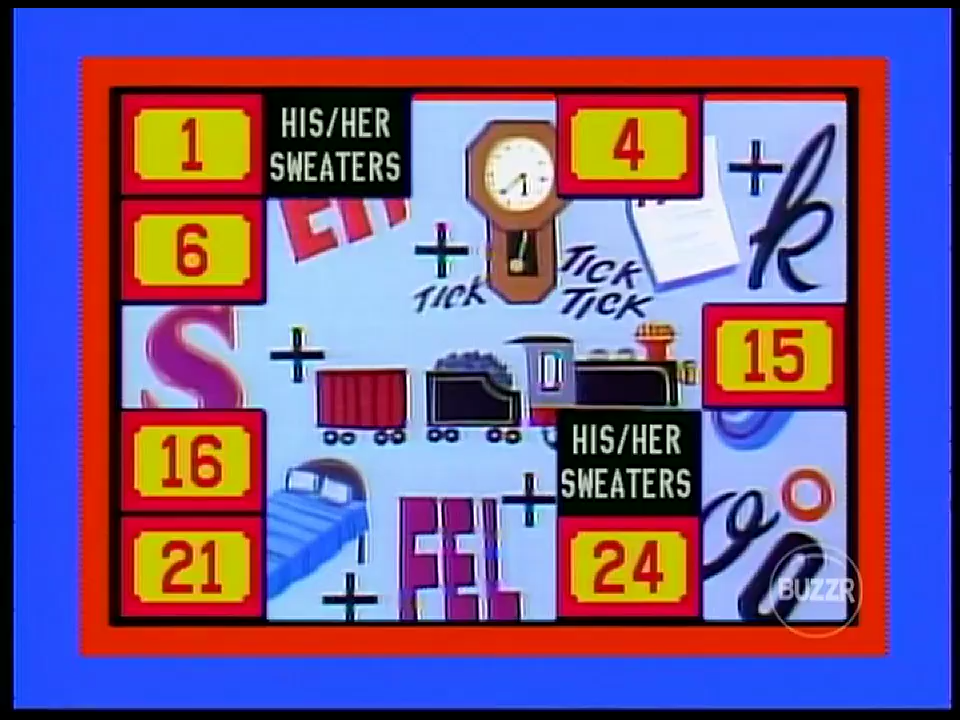 1
HIS/HER
SWEATERS
4
+
k
6
+
TICK
TICK
TICK
S
+
15
HIS/HER
SWEATERS
16
+
FEL
21
+
24
BUZZR